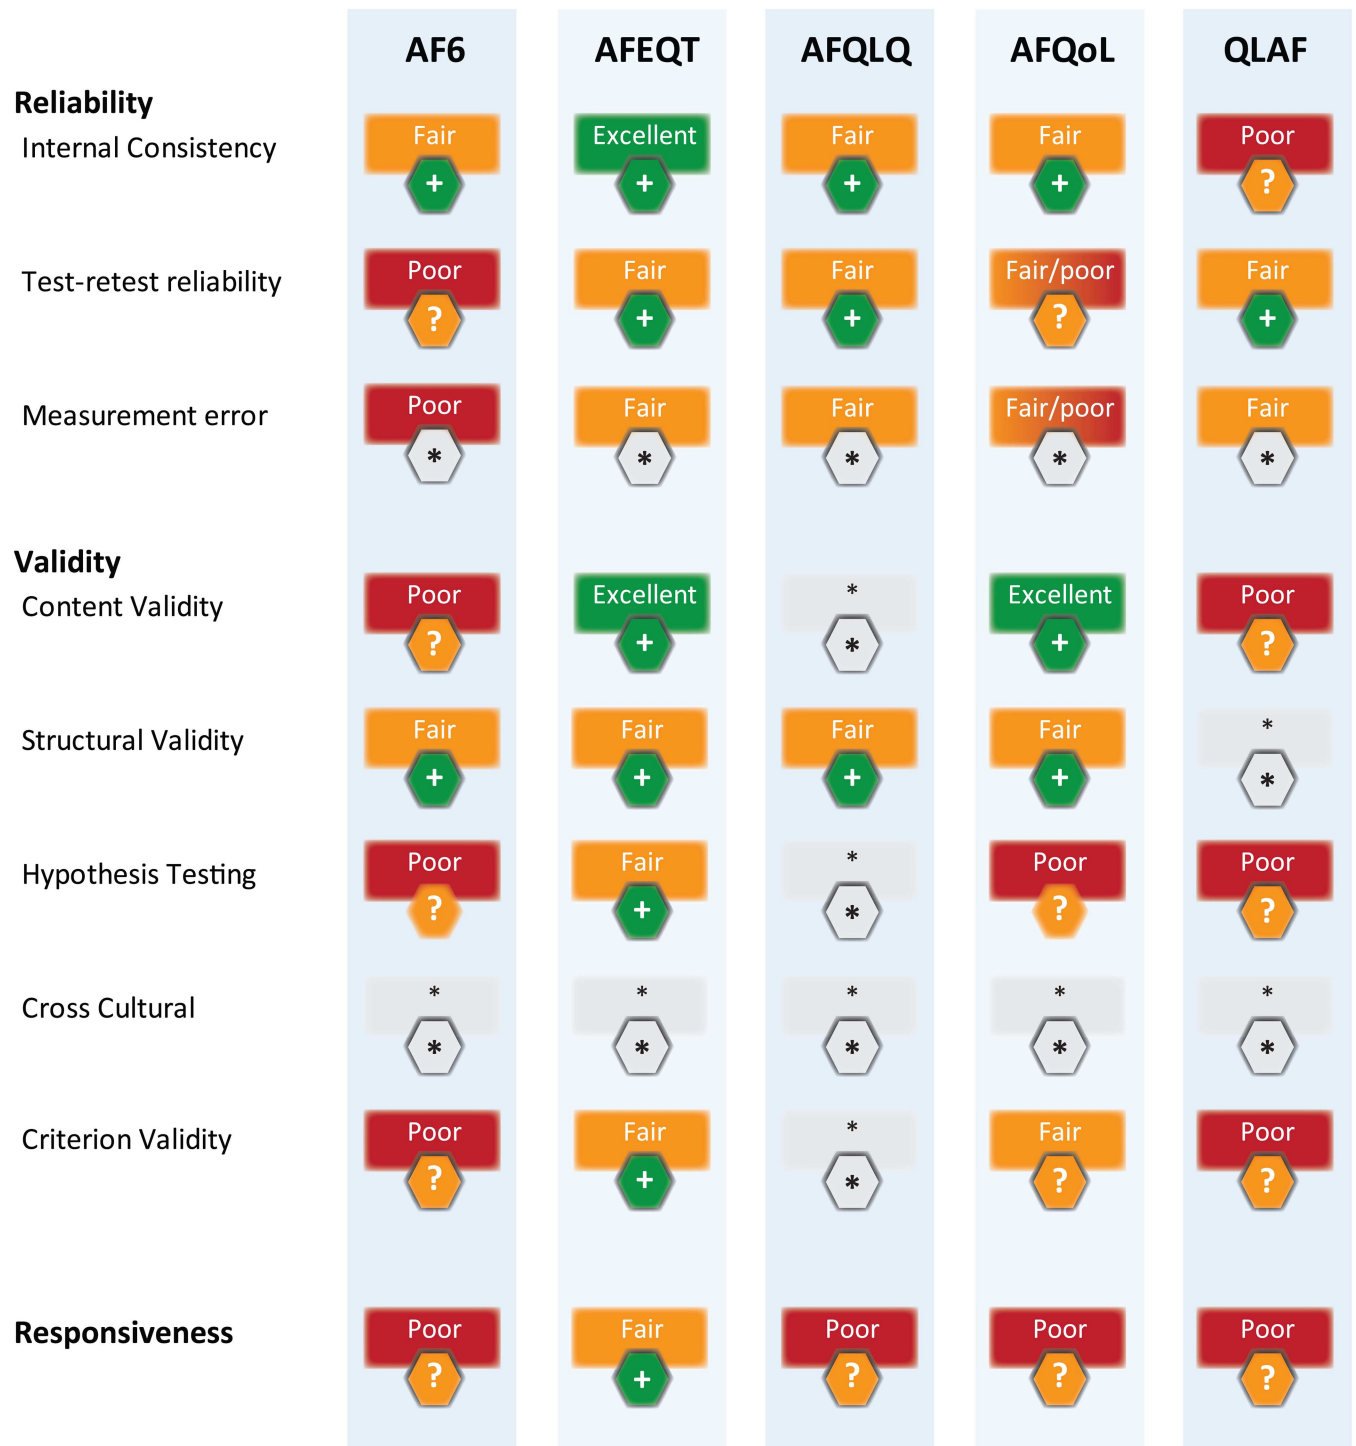 AF6 AFEQT AFQLQ AFQoL QLAF
Reliability
Internal Consistency Fair Excellent Fair Fair Poor
+ + + + ?
Test-retest reliability Poor Fair Fair Fair/poor Fair
? + + ? +
Measurement error Poor Fair Fair Fair/poor Fair
* * * * *
Validity
Content Validity Poor Excellent * Excellent Poor
? + * + ?
Structural Validity Fair Fair Fair Fair *
+ + + + *
Hypothesis Testing Poor Fair * Poor Poor
? + * ? ?
Cross Cultural * * * * *
* * * * *
Criterion Validity Poor Fair * Fair Poor
? + * ? ?
Responsiveness Poor Fair Poor Poor Poor
? + ? ? ?